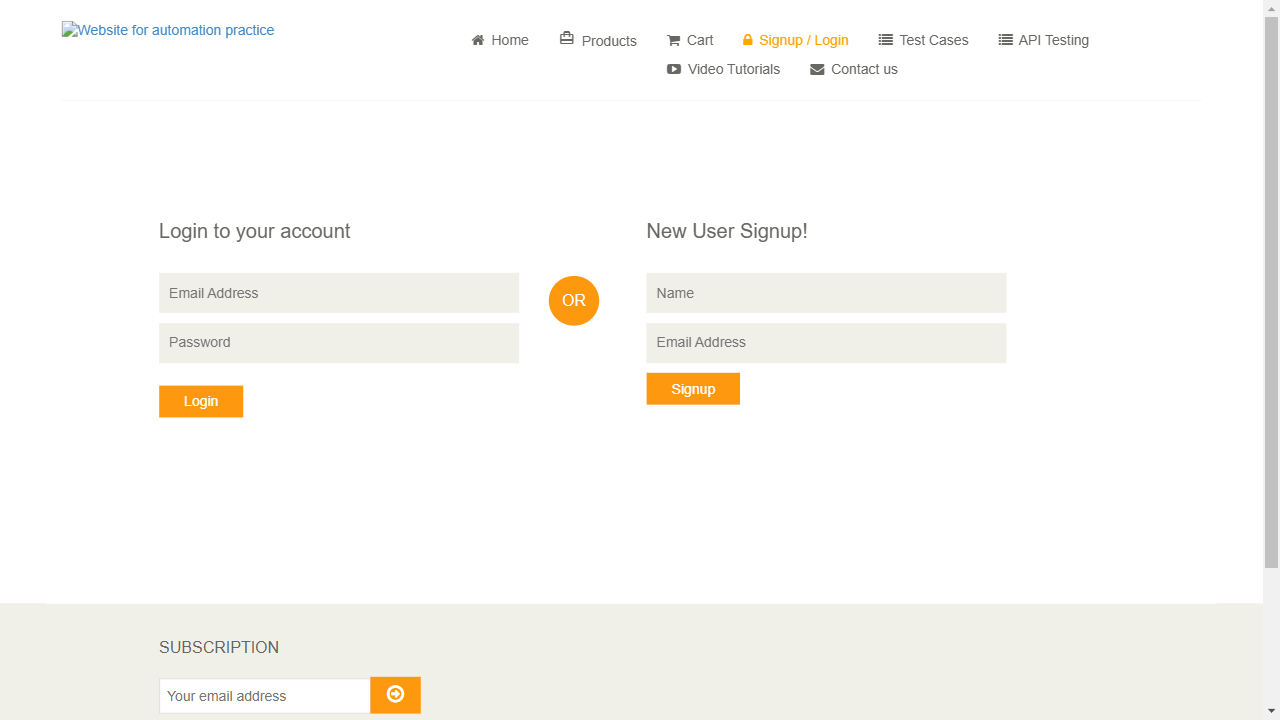 Website for automation practice
Home Products Cart Signup / Login Test Cases API Testing
Video Tutorials Contact us
Login to your account
Email Address
Password
Login
OR
New User Signup!
Name
Email Address
Signup
SUBSCRIPTION
Your email address